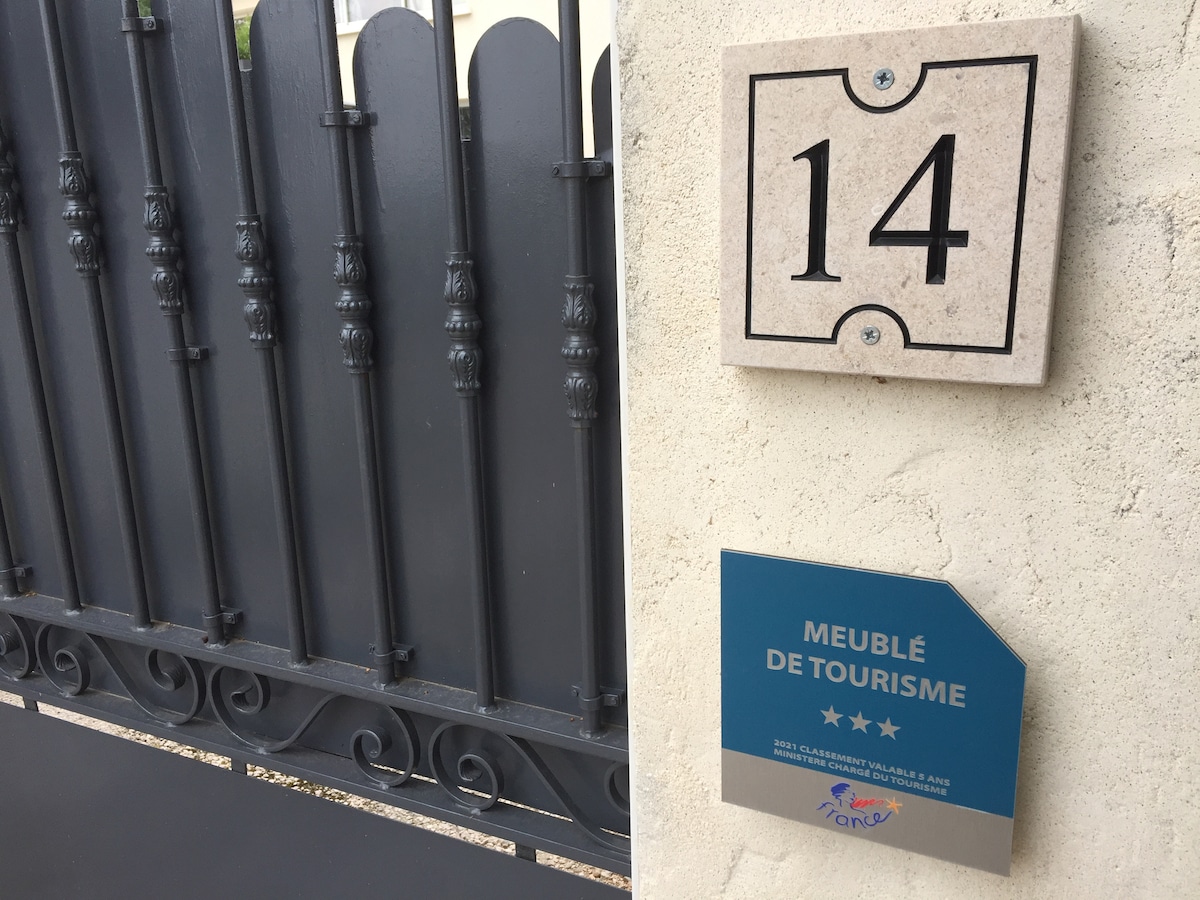 14
MEUBLÉ
DE TOURISME
2021 CLASSEMENT VALABLE 5 ANS
MINISTERE CHARGÉ DU TOURISME
france